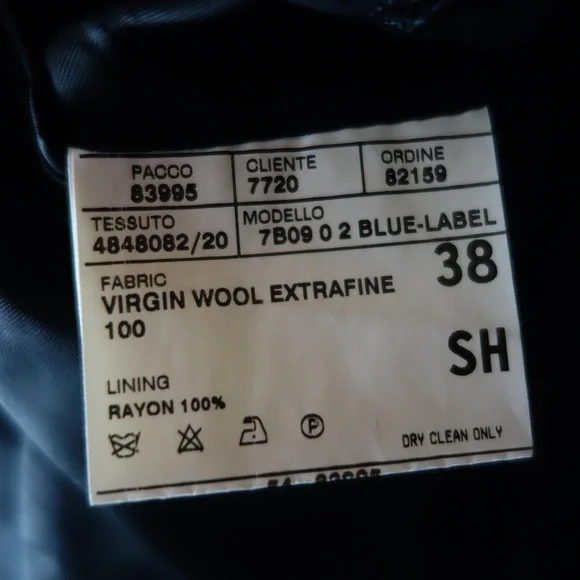 PACCO CLIENTE ORDINE
83995 7720 82159
TESSUTO MODELLO
4848082/20 7B09 0 2 BLUE-LABEL
FABRIC 38
VIRGIN WOOL EXTRAFINE
100
SH
LINING
RAYON 100%
P
DRY CLEAN ONLY